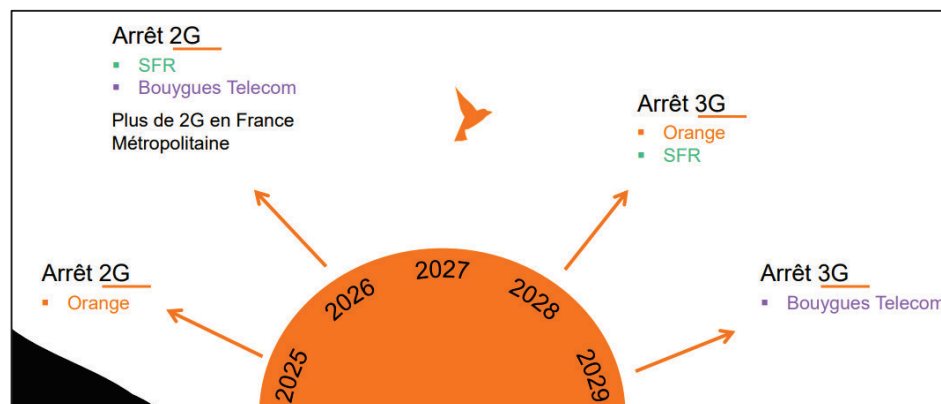 Arrêt 2G
▪ SFR
▪ Bouygues Telecom
Plus de 2G en France
Métropolitaine
Arrêt 3G
▪ Orange
▪ SFR
Arrêt 2G
▪ Orange
Arrêt 3G
▪ Bouygues Telecom
2025
2026
2027
2028
2029